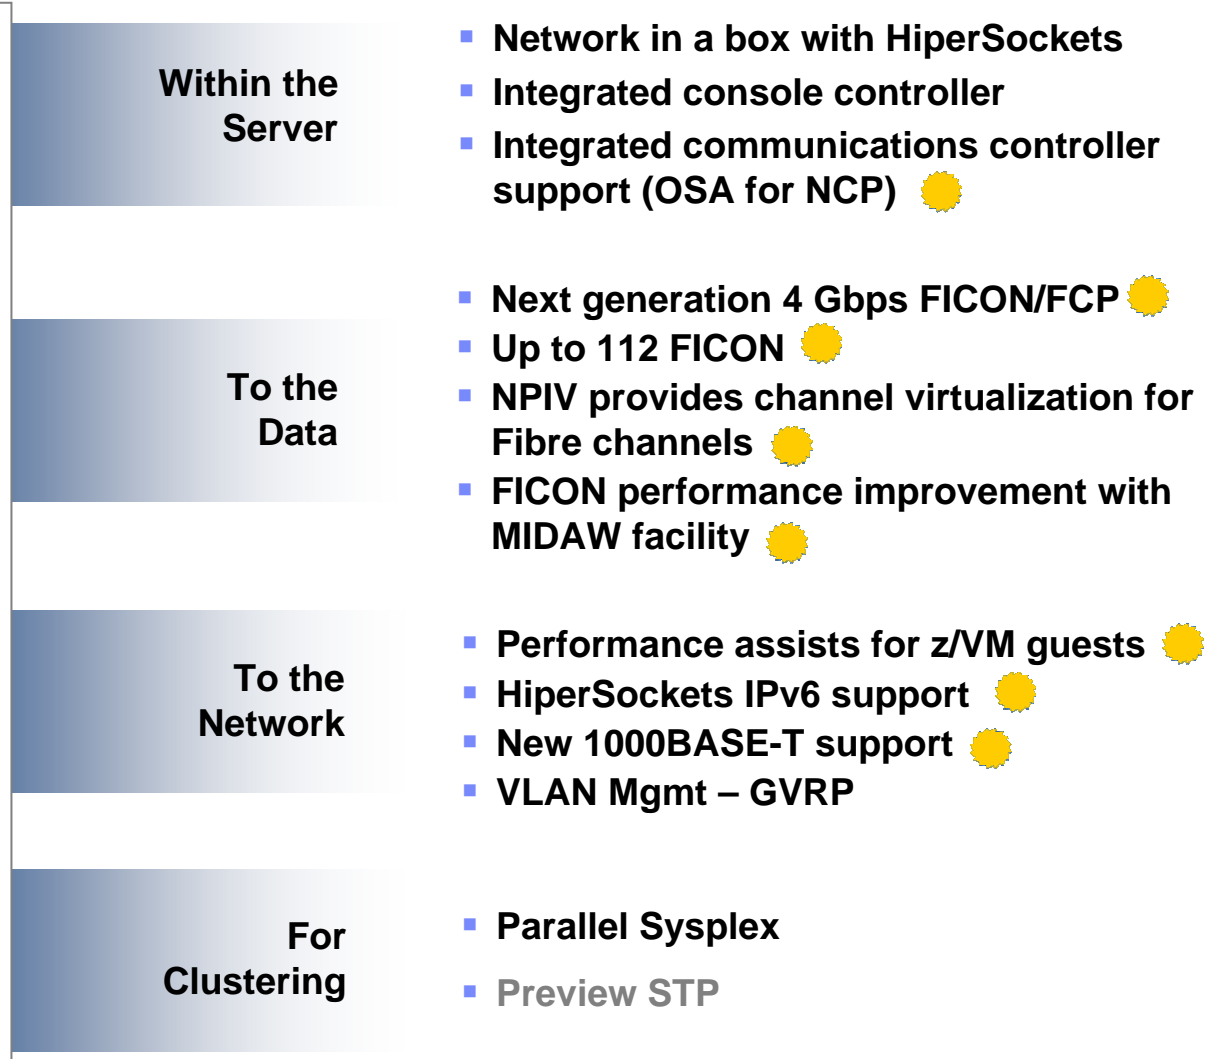 Within the
Server
▪ Network in a box with HiperSockets
▪ Integrated console controller
▪ Integrated communications controller
support (OSA for NCP)
To the
Data
▪ Next generation 4 Gbps FICON/FCP
▪ Up to 112 FICON
▪ NPIV provides channel virtualization for
Fibre channels
▪ FICON performance improvement with
MIDAW facility
To the
Network
▪ Performance assists for z/VM guests
▪ HiperSockets IPv6 support
▪ New 1000BASE-T support
▪ VLAN Mgmt – GVRP
For
Clustering
▪ Parallel Sysplex
▪ Preview STP